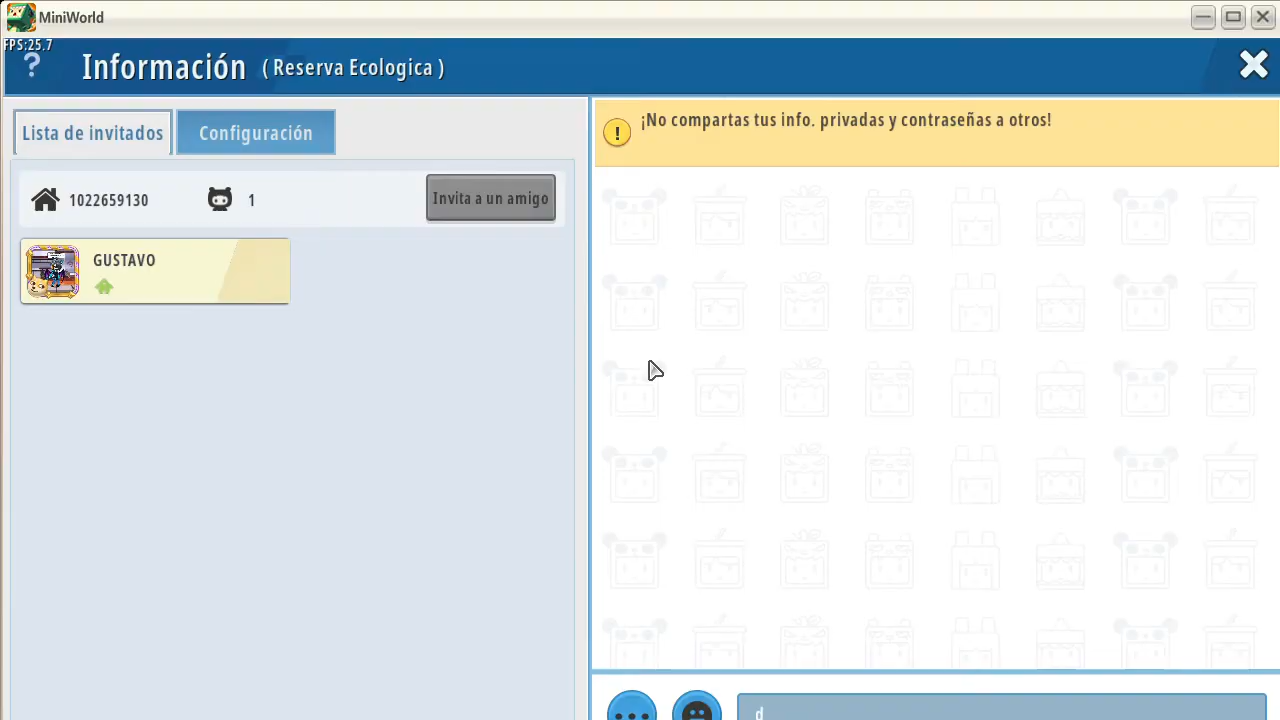 MiniWorld
FPS:25.7
?
Información ( Reserva Ecologica )
Lista de invitados
Configuración
¡No compartas tus info. privadas y contraseñas a otros!
1022659130
1
Invita a un amigo
GUSTAVO
d